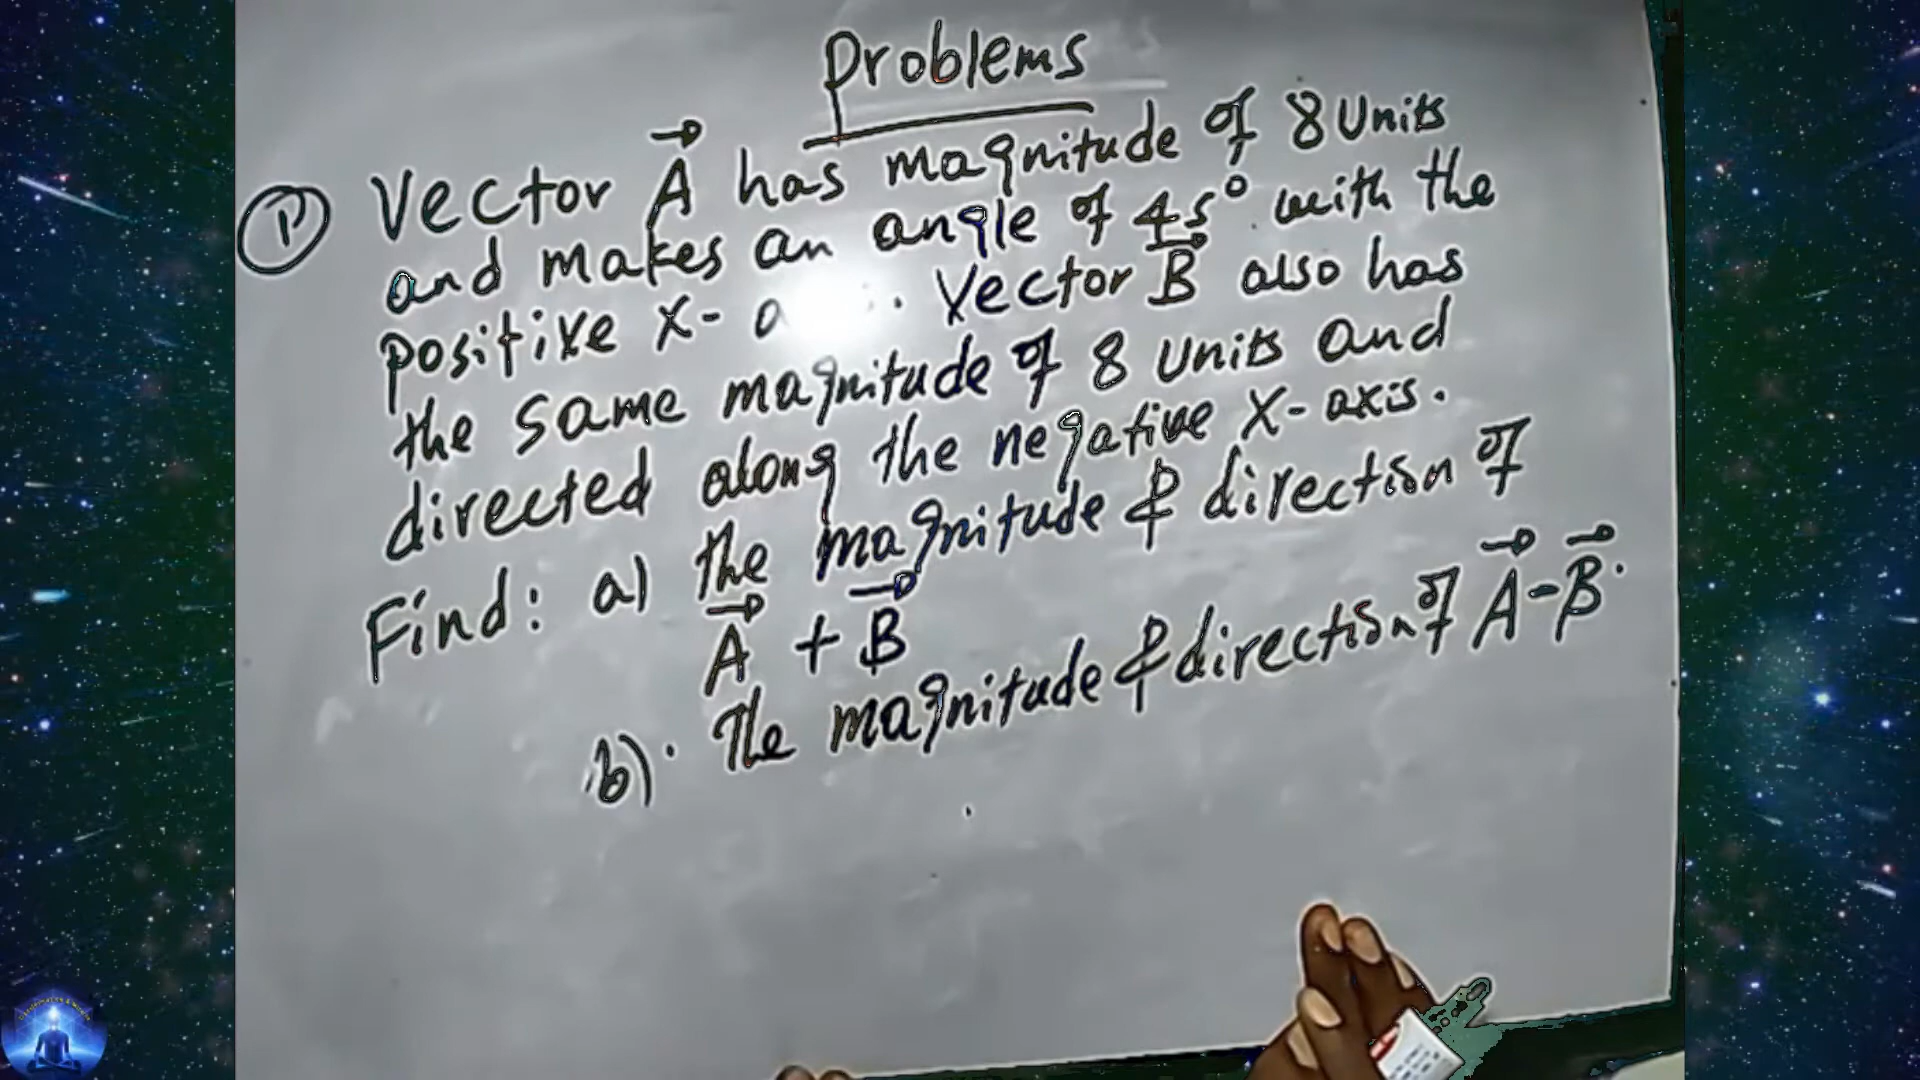 Problems
① Vector A has magnitude of 8 Units
and makes an angle of 45° with the
positive x- a . Vector B also has
the same magnitude of 8 units and
directed along the negative X-axis.
Find: a) the magnitude & direction of
A + B
b). The magnitude & direction of A - B.